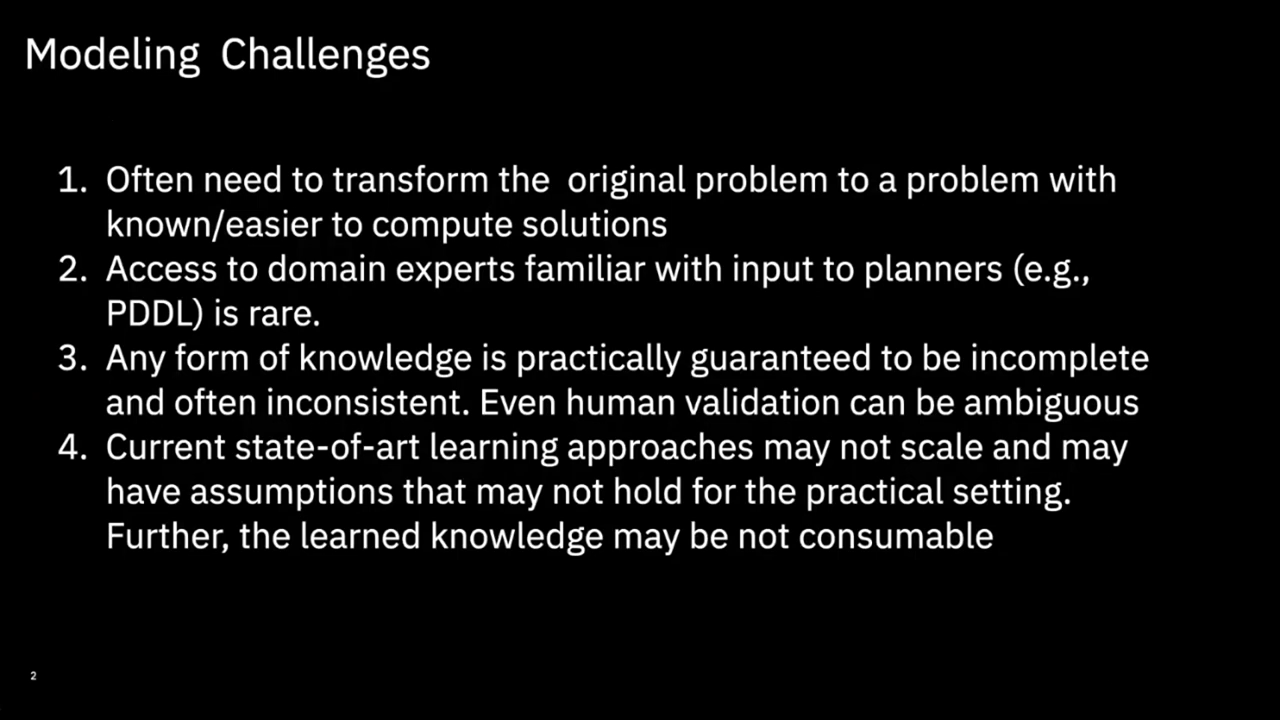 Modeling Challenges
1. Often need to transform the original problem to a problem with
known/easier to compute solutions
2. Access to domain experts familiar with input to planners (e.g.,
PDDL) is rare.
3. Any form of knowledge is practically guaranteed to be incomplete
and often inconsistent. Even human validation can be ambiguous
4. Current state-of-art learning approaches may not scale and may
have assumptions that may not hold for the practical setting.
Further, the learned knowledge may be not consumable
2